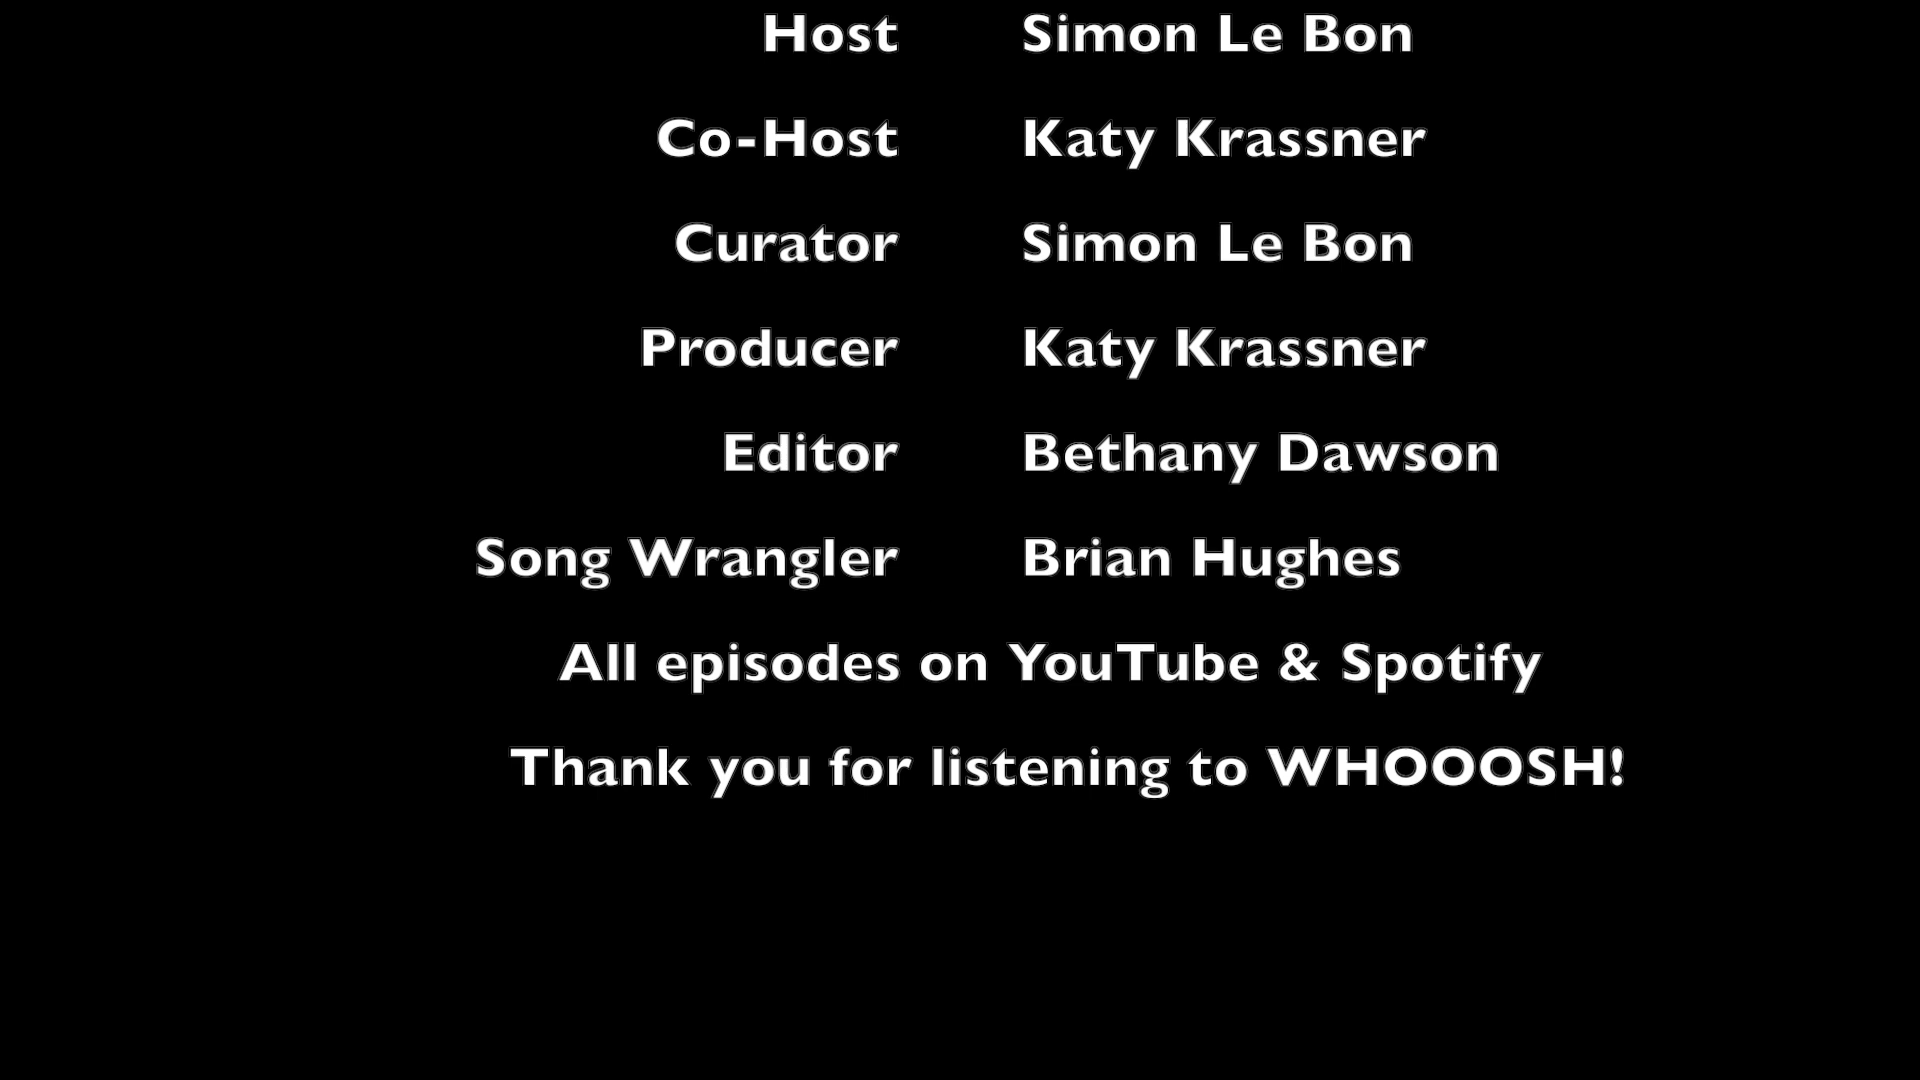 Host Simon Le Bon
Co-Host Katy Krassner
Curator Simon Le Bon
Producer Katy Krassner
Editor Bethany Dawson
Song Wrangler Brian Hughes
All episodes on YouTube & Spotify
Thank you for listening to WHOOOSH!